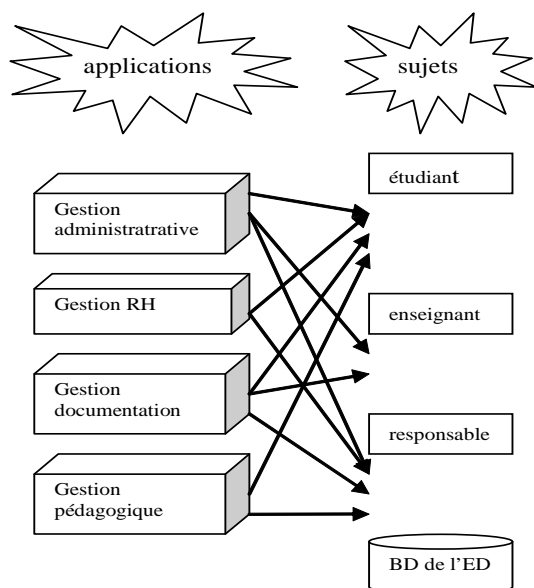 applications
sujets
étudiant
Gestion
administratrative
Gestion RH
enseignant
Gestion
documentation
responsable
Gestion
pédagogique
BD de l'ED